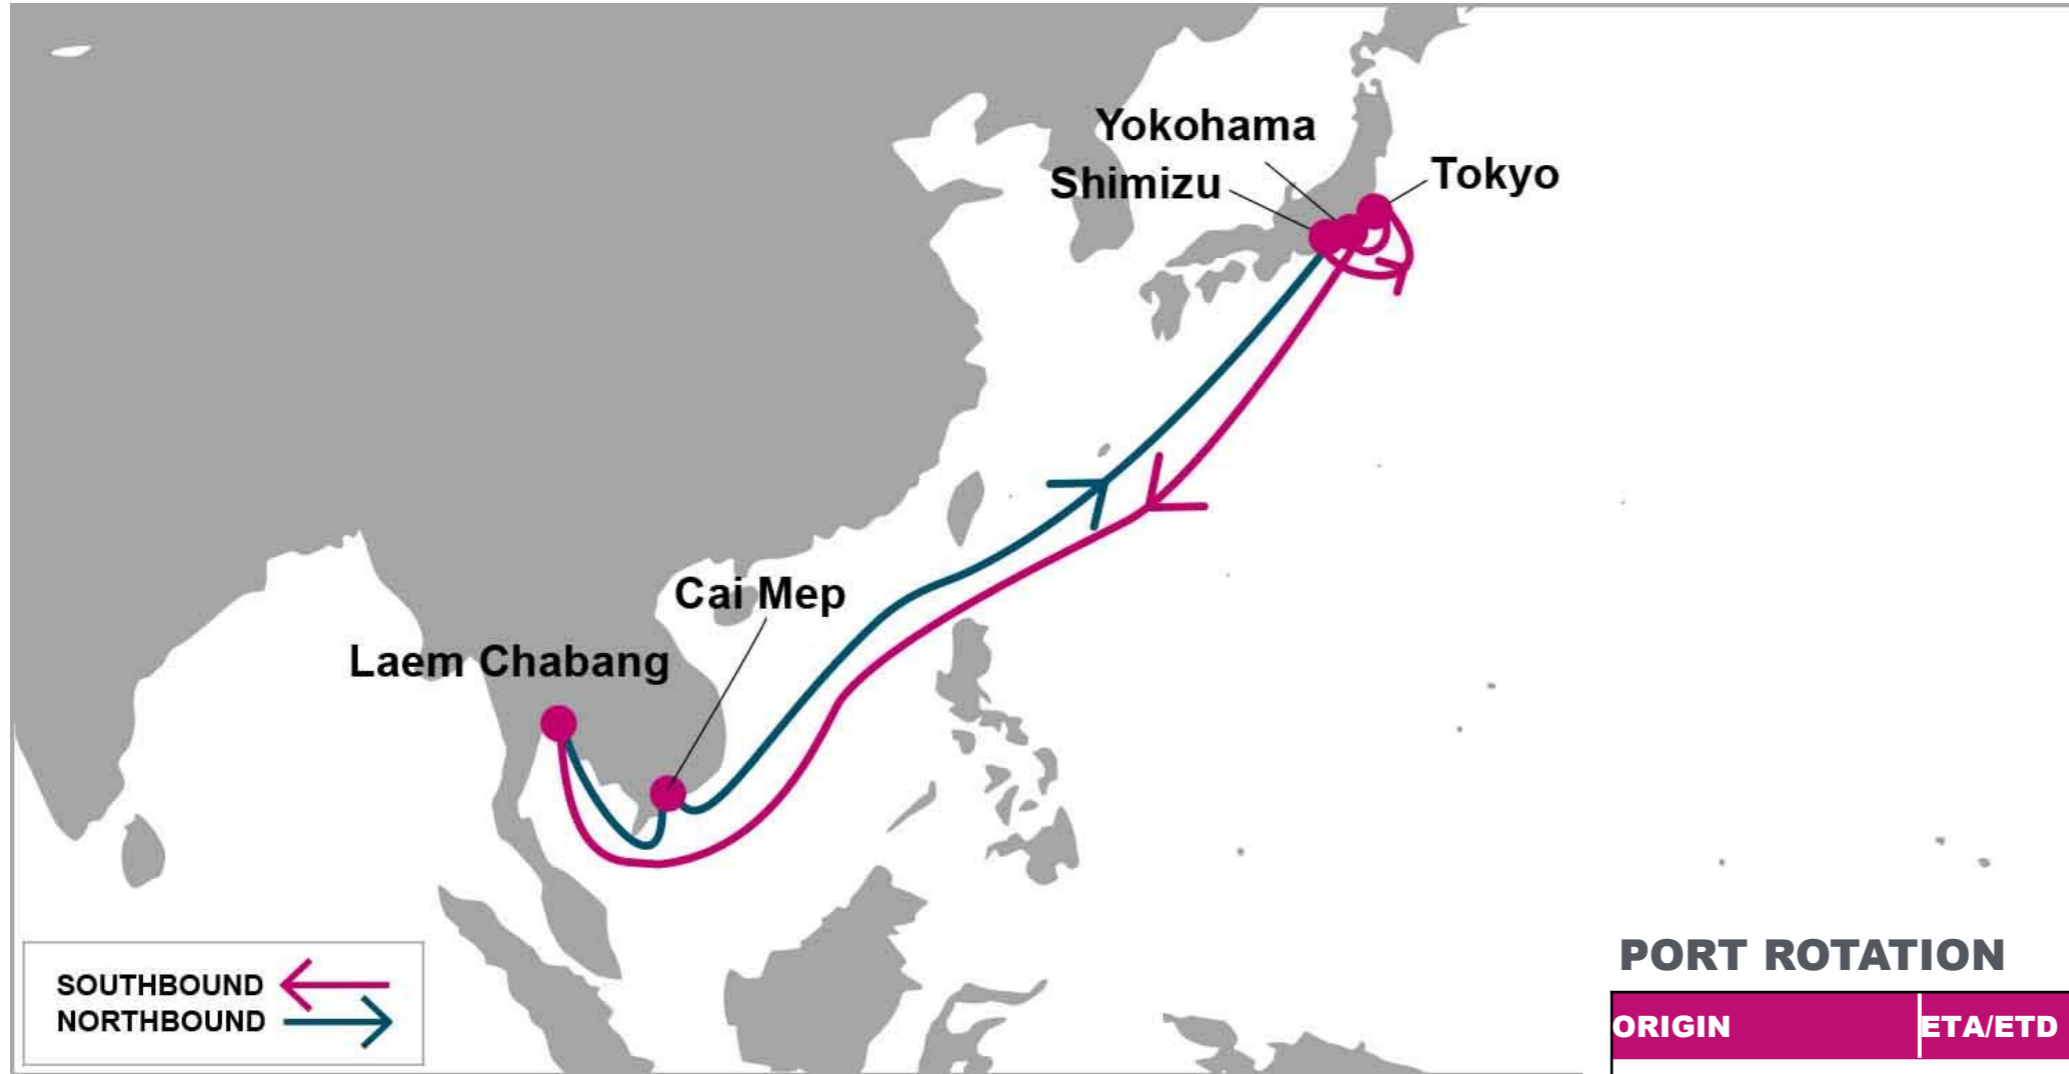 Yokohama
Shimizu
Tokyo
Cai Mep
Laem Chabang
SOUTHBOUND
NORTHBOUND
PORT ROTATION
ORIGIN ETA/ETD